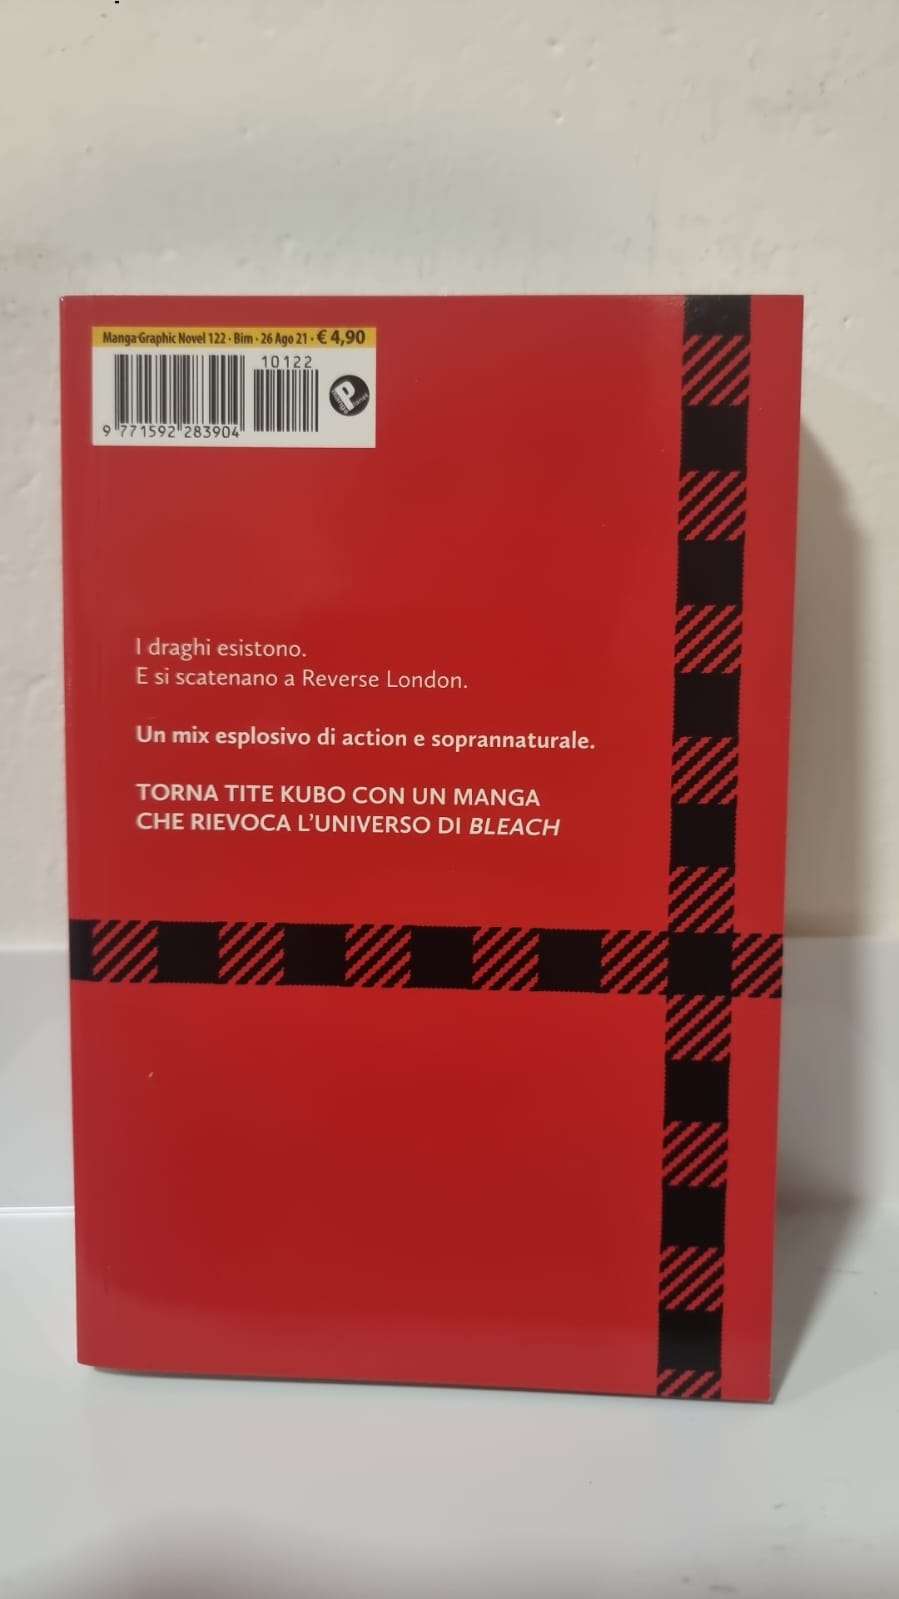 Manga Graphic Novel 122 · Bim · 26 Ago 21 · € 4,90
10122
9 771592 283904
P
I draghi esistono.
E si scatenano a Reverse London.
Un mix esplosivo di action e soprannaturale.
TORNA TITE KUBO CON UN MANGA
CHE RIEVOCA L'UNIVERSO DI BLEACH